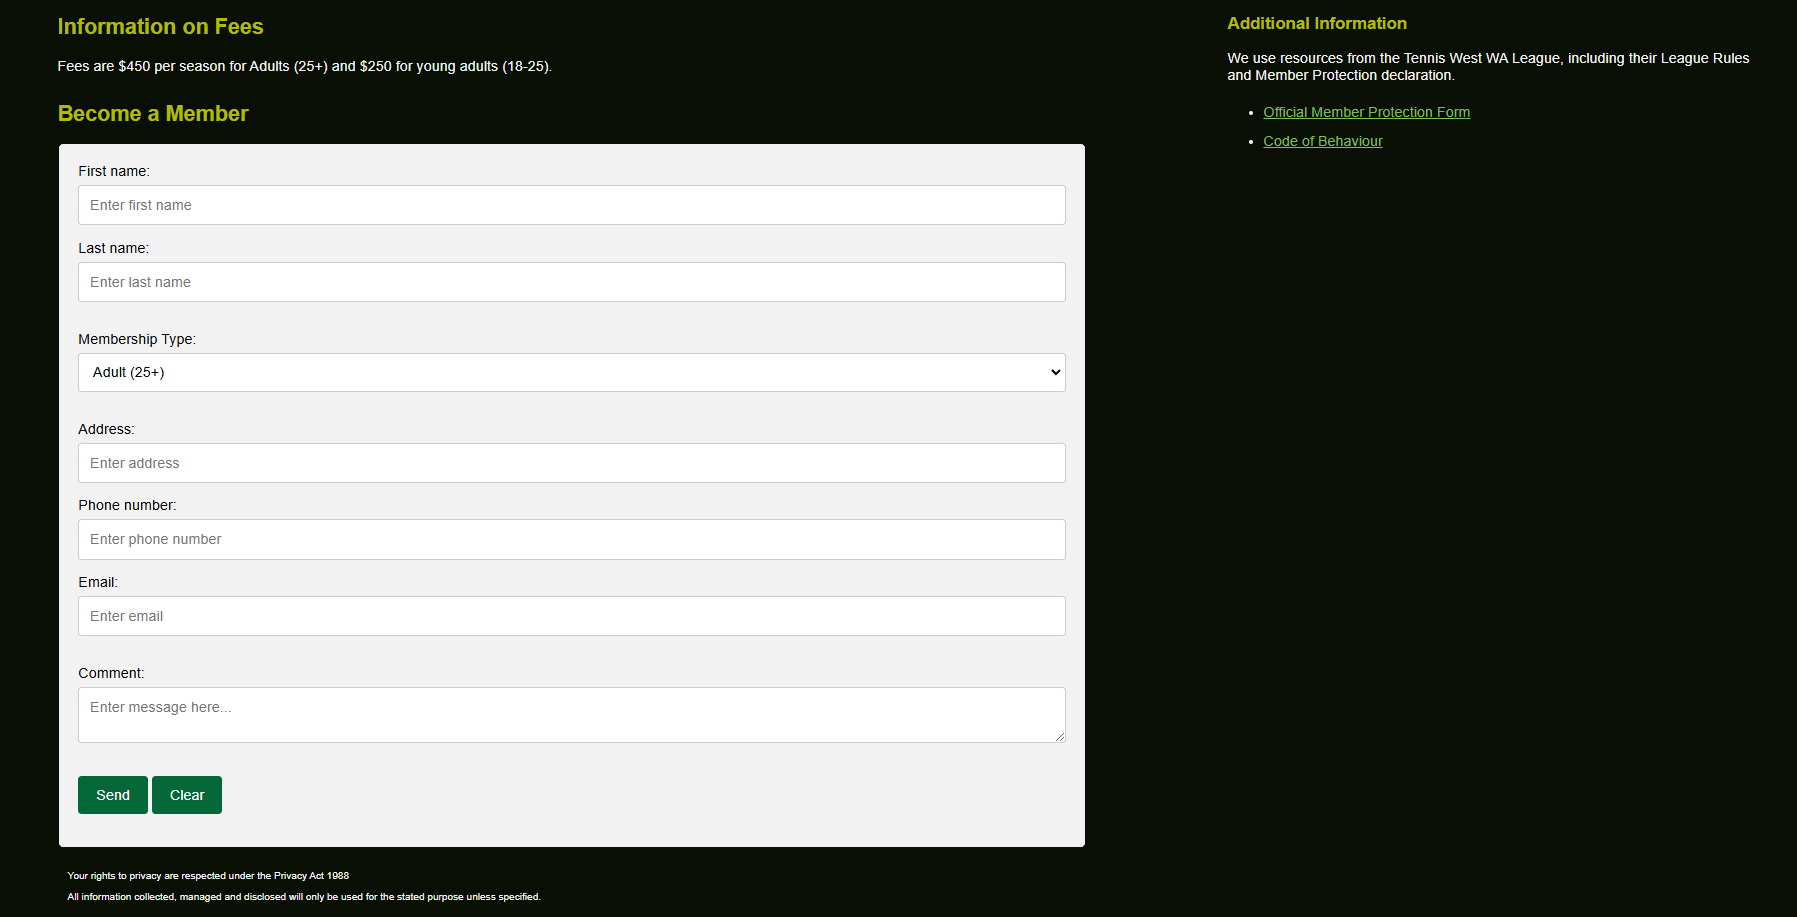 Information on Fees
Fees are $450 per season for Adults (25+) and $250 for young adults (18-25).
Become a Member
First name:
Enter first name
Last name:
Enter last name
Membership Type:
Adult (25+)
Address:
Enter address
Phone number:
Enter phone number
Email:
Enter email
Comment:
Enter message here...
Send Clear
Your rights to privacy are respected under the Privacy Act 1988
All information collected, managed and disclosed will only be used for the stated purpose unless specified.
Additional Information
We use resources from the Tennis West WA League, including their League Rules
and Member Protection declaration.
Official Member Protection Form
Code of Behaviour